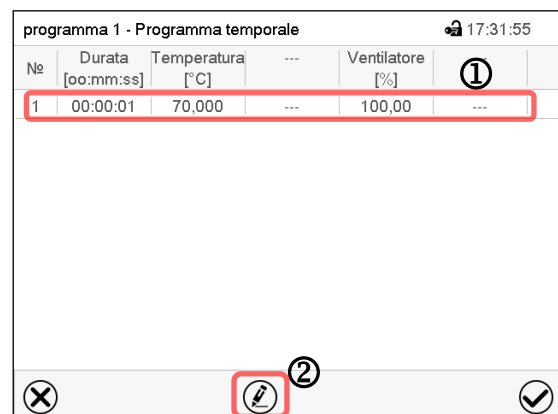 programma 1 - Programma temporale 17:31:55
№ Durata [oo:mm:ss] Temperatura [°C] --- Ventilatore [%] ---
①
1 00:00:01 70,000 --- 100,00 ---
②